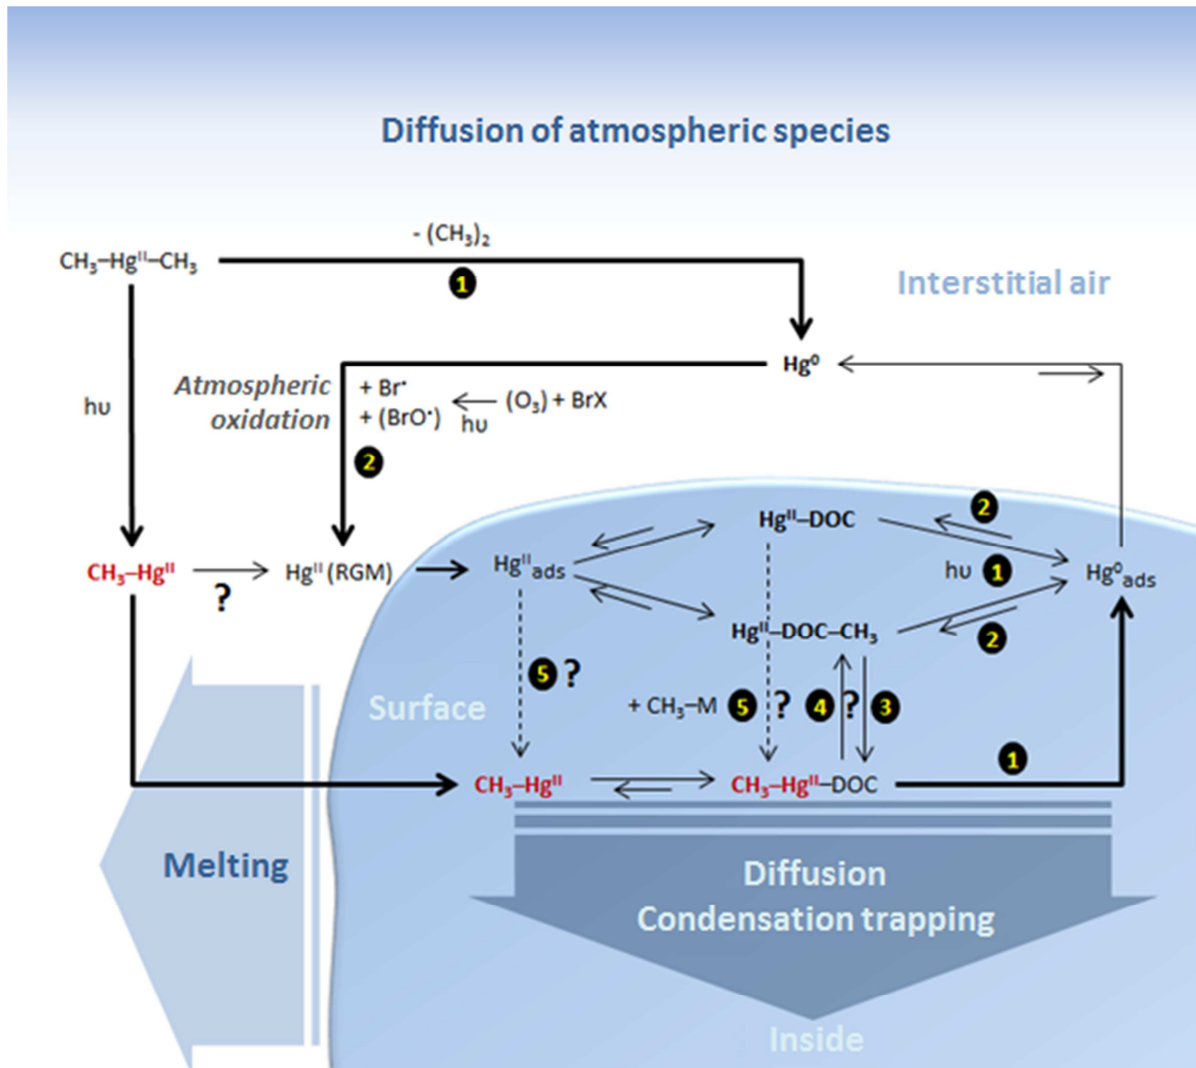 Diffusion of atmospheric species
- (CH₃)₂
CH₃–Hgᴵᴵ–CH₃
1
Interstitial air
Hg⁰
Atmospheric
oxidation
hυ
+ Br•
+ (BrO•)
(O₃) + BrX
hυ
2
Hgᴵᴵ–DOC
2
CH₃–Hgᴵᴵ
?
Hgᴵᴵ (RGM)
Hgᴵᴵads
hυ 1
Hg⁰ads
Hgᴵᴵ–DOC–CH₃
2
5 ?
Surface
+ CH₃–M 5 ? 4 ? 3
1
CH₃–Hgᴵᴵ
CH₃–Hgᴵᴵ–DOC
Melting
Diffusion
Condensation trapping
Inside